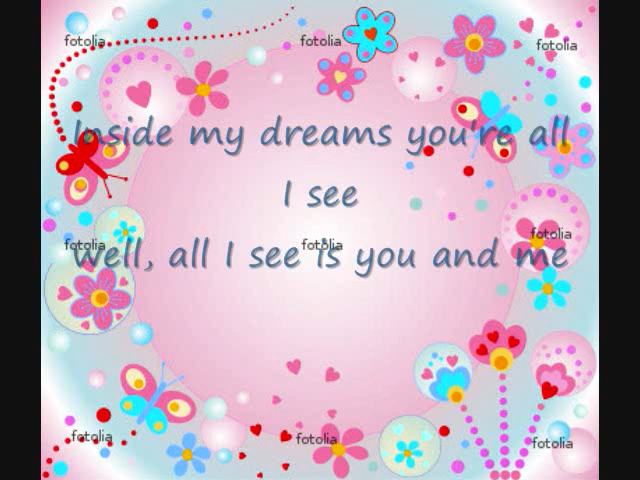 fotolia fotolia fotolia
Inside my dreams you're all
I see
fotolia fotolia fotolia
well, all I see is you and me
fotolia fotolia fotolia